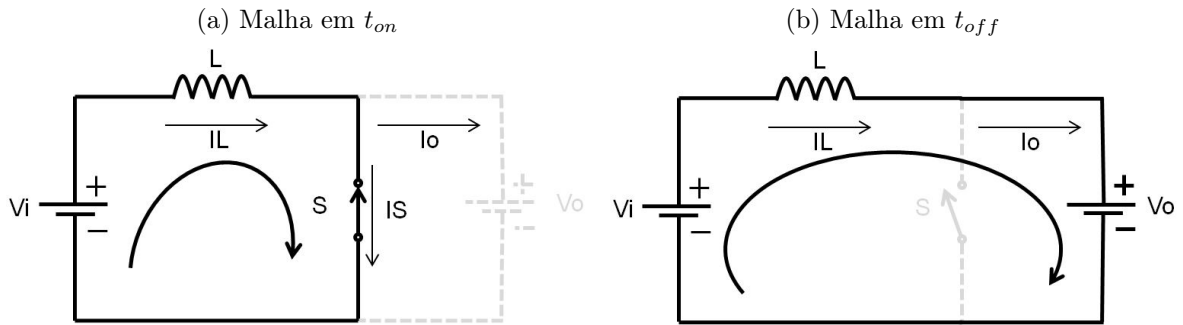 (a) Malha em t_on
L
IL
Io
Vi
+
−
S
IS
+
−
Vo
(b) Malha em t_off
L
IL
Io
Vi
+
−
S
+
−
Vo